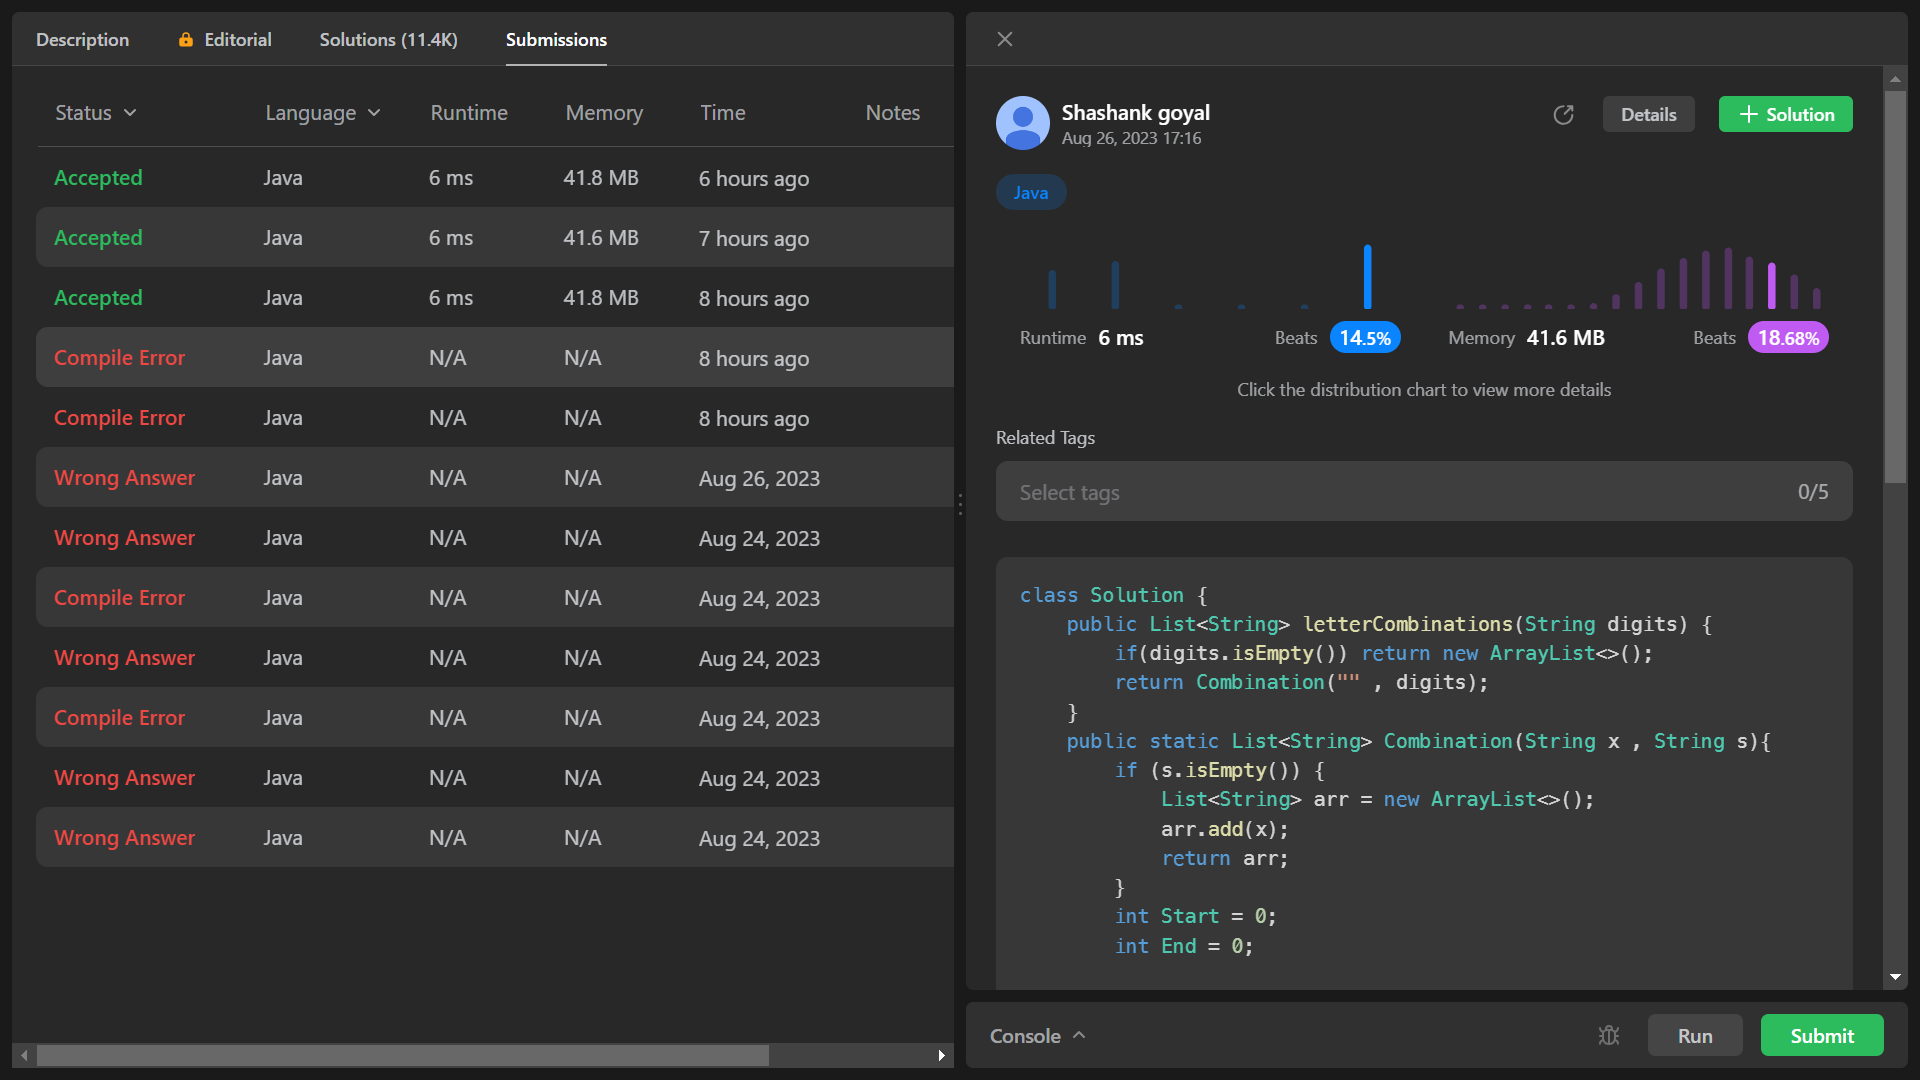 Description Editorial Solutions (11.4K) Submissions
Status Language Runtime Memory Time Notes
Accepted Java 6 ms 41.8 MB 6 hours ago
Accepted Java 6 ms 41.6 MB 7 hours ago
Accepted Java 6 ms 41.8 MB 8 hours ago
Compile Error Java N/A N/A 8 hours ago
Compile Error Java N/A N/A 8 hours ago
Wrong Answer Java N/A N/A Aug 26, 2023
Wrong Answer Java N/A N/A Aug 24, 2023
Compile Error Java N/A N/A Aug 24, 2023
Wrong Answer Java N/A N/A Aug 24, 2023
Compile Error Java N/A N/A Aug 24, 2023
Wrong Answer Java N/A N/A Aug 24, 2023
Wrong Answer Java N/A N/A Aug 24, 2023
Shashank goyal
Aug 26, 2023 17:16
Details + Solution
Java
Runtime 6 ms Beats 14.5% Memory 41.6 MB Beats 18.68%
Click the distribution chart to view more details
Related Tags
Select tags 0/5
class Solution {
    public List<String> letterCombinations(String digits) {
        if(digits.isEmpty()) return new ArrayList<>();
        return Combination("" , digits);
    }
    public static List<String> Combination(String x , String s){
        if (s.isEmpty()) {
            List<String> arr = new ArrayList<>();
            arr.add(x);
            return arr;
        }
        int Start = 0;
        int End = 0;
Console Run Submit